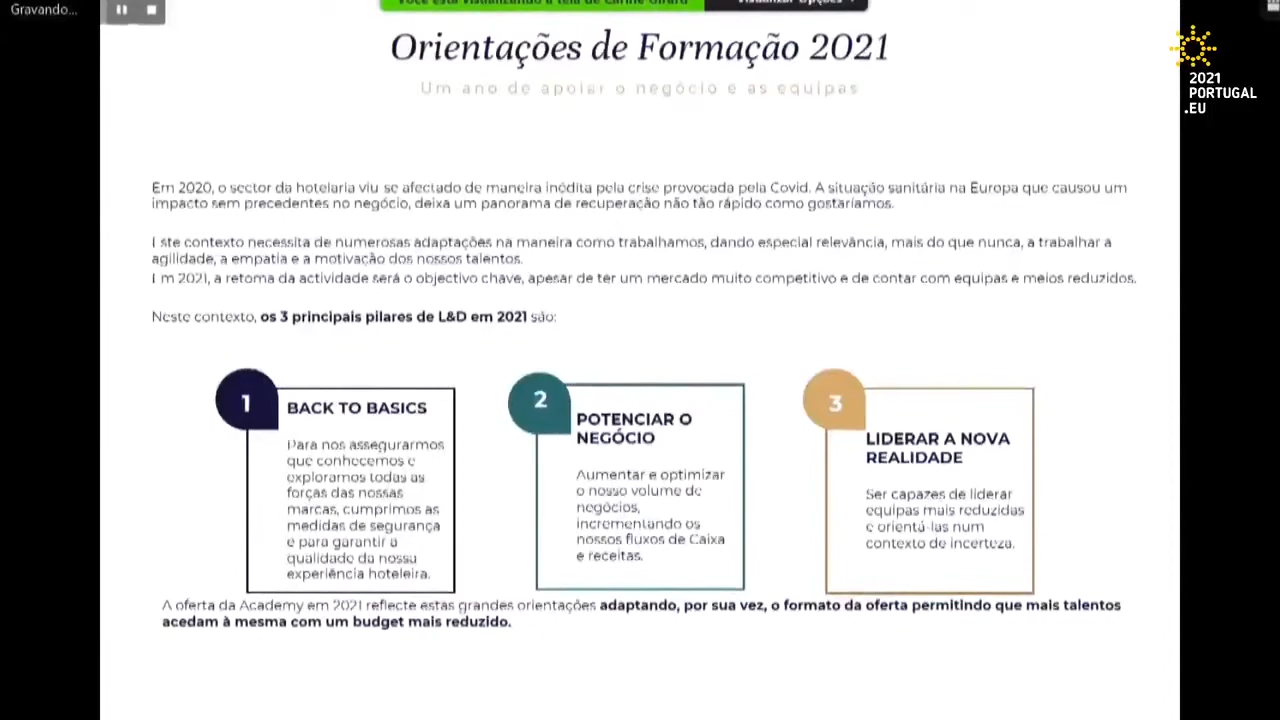 Gravando...
Você está visualizando a tela de Carine Girard
Visualizar Opções
Orientações de Formação 2021
Um ano de apoiar o negócio e as equipas
2021
PORTUGAL
.EU
Em 2020, o sector da hotelaria viu se afectado de maneira inédita pela crise provocada pela Covid. A situação sanitária na Europa que causou um
impacto sem precedentes no negócio, deixa um panorama de recuperação não tão rápido como gostaríamos.
Este contexto necessita de numerosas adaptações na maneira como trabalhamos, dando especial relevância, mais do que nunca, a trabalhar a
agilidade, a empatia e a motivação dos nossos talentos.
Em 2021, a retoma da actividade será o objectivo chave, apesar de ter um mercado muito competitivo e de contar com equipas e meios reduzidos.
Neste contexto, os 3 principais pilares de L&D em 2021 são:
1
BACK TO BASICS
Para nos assegurarmos
que conhecemos e
exploramos todas as
forças das nossas
marcas, cumprimos as
medidas de segurança
e para garantir a
qualidade da nossa
experiência hoteleira.
2
POTENCIAR O
NEGÓCIO
Aumentar e optimizar
o nosso volume de
negócios,
incrementando os
nossos fluxos de Caixa
e receitas.
3
LIDERAR A NOVA
REALIDADE
Ser capazes de liderar
equipas mais reduzidas
e orientá-las num
contexto de incerteza.
A oferta da Academy em 2021 reflecte estas grandes orientações adaptando, por sua vez, o formato da oferta permitindo que mais talentos
acedam à mesma com um budget mais reduzido.